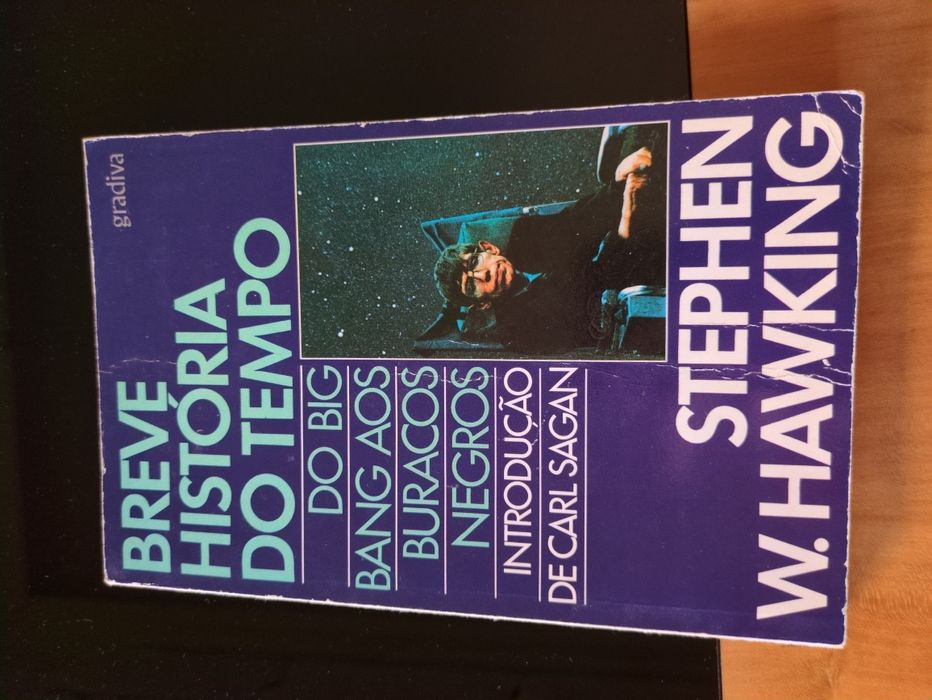 gradiva
BREVE
HISTÓRIA
DO TEMPO
DO BIG
BANG AOS
BURACOS
NEGROS
INTRODUÇÃO
DE CARL SAGAN
STEPHEN
W. HAWKING